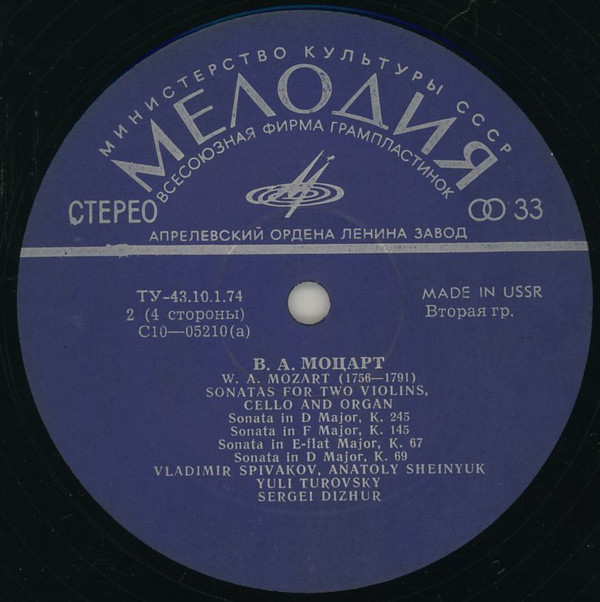 МИНИСТЕРСТВО КУЛЬТУРЫ СССР
МЕЛОДИЯ
ВСЕСОЮЗНАЯ ФИРМА ГРАМПЛАСТИНОК
СТЕРЕО
33
АПРЕЛЕВСКИЙ ОРДЕНА ЛЕНИНА ЗАВОД
ТУ-43.10.1.74
MADE IN USSR
2 (4 стороны)
Вторая гр.
С10—05210(а)
В. А. МОЦАРТ
W. A. MOZART (1756—1791)
SONATAS FOR TWO VIOLINS,
CELLO AND ORGAN
Sonata in D Major, K. 245
Sonata in F Major, K. 145
Sonata in E-flat Major, K. 67
Sonata in D Major, K. 69
VLADIMIR SPIVAKOV, ANATOLY SHEINYUK
YULI TUROVSKY
SERGEI DIZHUR